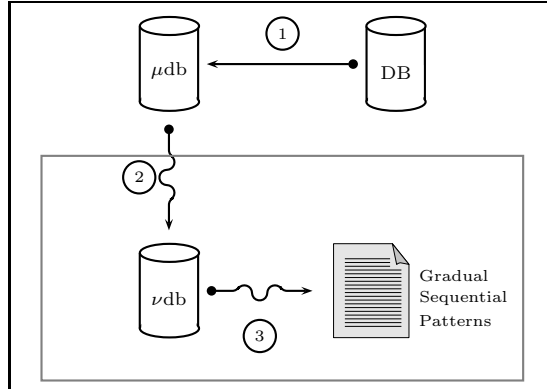 1
μdb
DB
2
νdb
Gradual
Sequential
Patterns
3